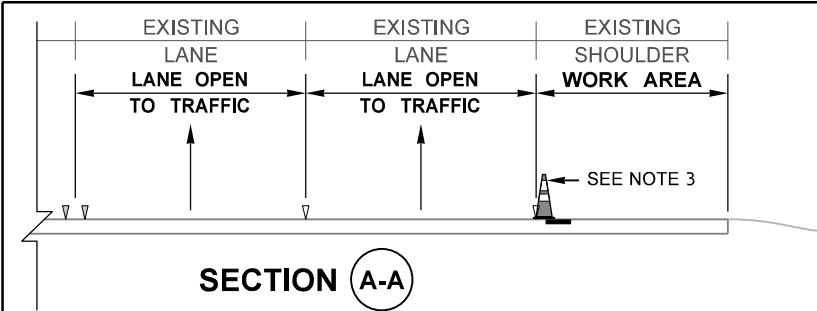 EXISTING EXISTING EXISTING
LANE LANE SHOULDER
LANE OPEN LANE OPEN WORK AREA
TO TRAFFIC TO TRAFFIC
SEE NOTE 3
SECTION A-A